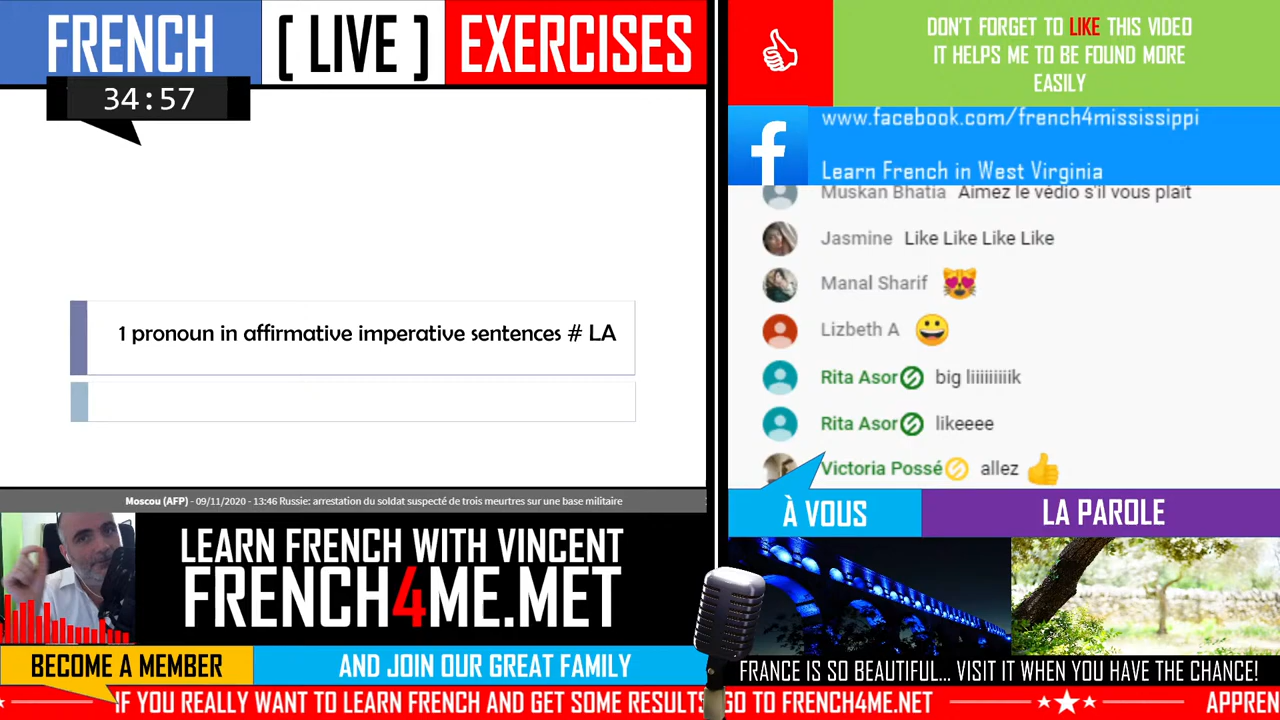 FRENCH [ LIVE ] EXERCISES
34:57
1 pronoun in affirmative imperative sentences # LA
Moscou (AFP) - 09/11/2020 - 13:46 Russie: arrestation du soldat suspecté de trois meurtres sur une base militaire
LEARN FRENCH WITH VINCENT
FRENCH4ME.MET
BECOME A MEMBER
AND JOIN OUR GREAT FAMILY
DON'T FORGET TO LIKE THIS VIDEO
IT HELPS ME TO BE FOUND MORE
EASILY
f
www.facebook.com/french4mississippi
Learn French in West Virginia
Muskan Bhatia Aimez le védio s'il vous plait
Jasmine Like Like Like Like
Manal Sharif
Lizbeth A
Rita Asor big liiiiiiiiik
Rita Asor likeeee
Victoria Possé allez
À VOUS
LA PAROLE
FRANCE IS SO BEAUTIFUL... VISIT IT WHEN YOU HAVE THE CHANCE!
IF YOU REALLY WANT TO LEARN FRENCH AND GET SOME RESULTS GO TO FRENCH4ME.NET
APPREN